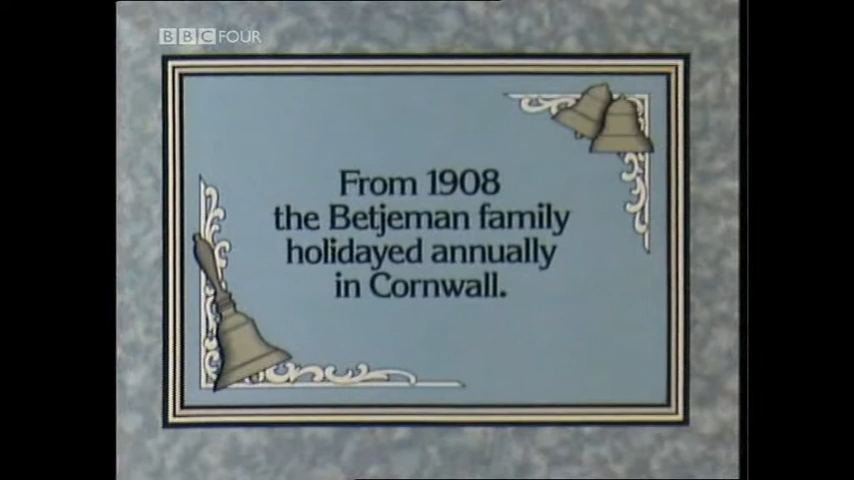 BBC FOUR
From 1908
the Betjeman family
holidayed annually
in Cornwall.